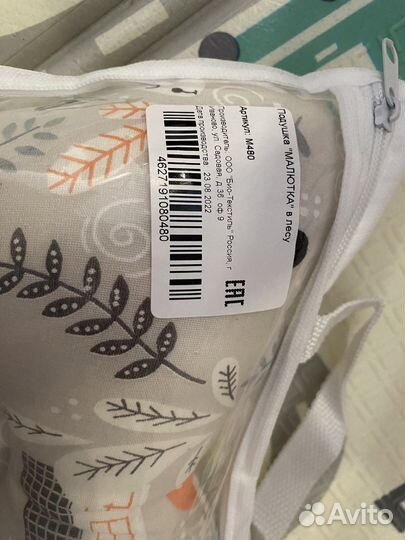 Подушка "МАЛЮТКА" в лесу
Артикул: М480
Производитель: ООО "Био-Текстиль" Россия, г.
Иваново, ул. Садовая, д.36 оф.9
Дата производства: 23.08.2022
4627191080480
EAC
Avito